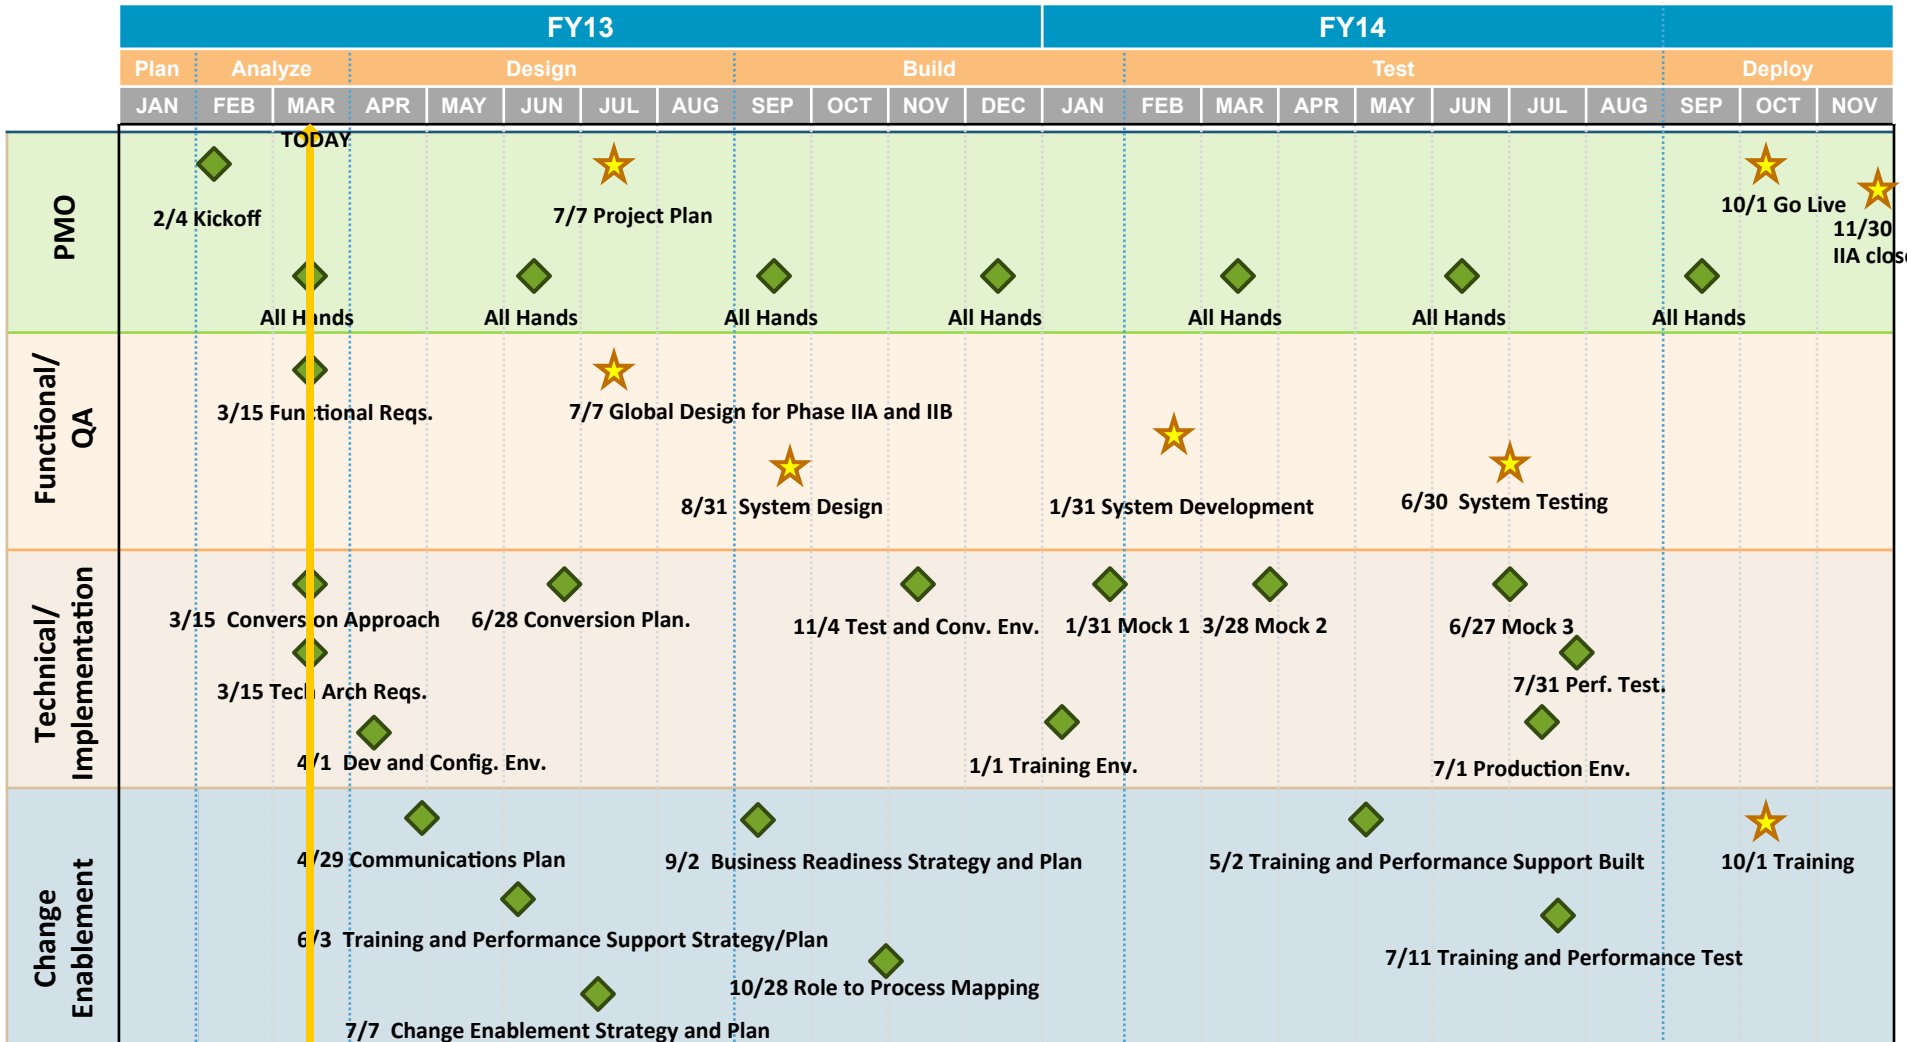 FY13 FY14
Plan Analyze Design Build Test Deploy
JAN FEB MAR APR MAY JUN JUL AUG SEP OCT NOV DEC JAN FEB MAR APR MAY JUN JUL AUG SEP OCT NOV
TODAY
PMO
2/4 Kickoff
7/7 Project Plan
10/1 Go Live
11/30
IIA close
All Hands All Hands All Hands All Hands All Hands All Hands All Hands
Functional/
QA
3/15 Functional Reqs.
7/7 Global Design for Phase IIA and IIB
8/31 System Design
1/31 System Development
6/30 System Testing
Technical/
Implementation
3/15 Conversion Approach
6/28 Conversion Plan.
11/4 Test and Conv. Env.
1/31 Mock 1
3/28 Mock 2
6/27 Mock 3
3/15 Tech Arch Reqs.
7/31 Perf. Test.
4/1 Dev and Config. Env.
1/1 Training Env.
7/1 Production Env.
Change
Enablement
4/29 Communications Plan
9/2 Business Readiness Strategy and Plan
5/2 Training and Performance Support Built
10/1 Training
6/3 Training and Performance Support Strategy/Plan
7/11 Training and Performance Test
10/28 Role to Process Mapping
7/7 Change Enablement Strategy and Plan